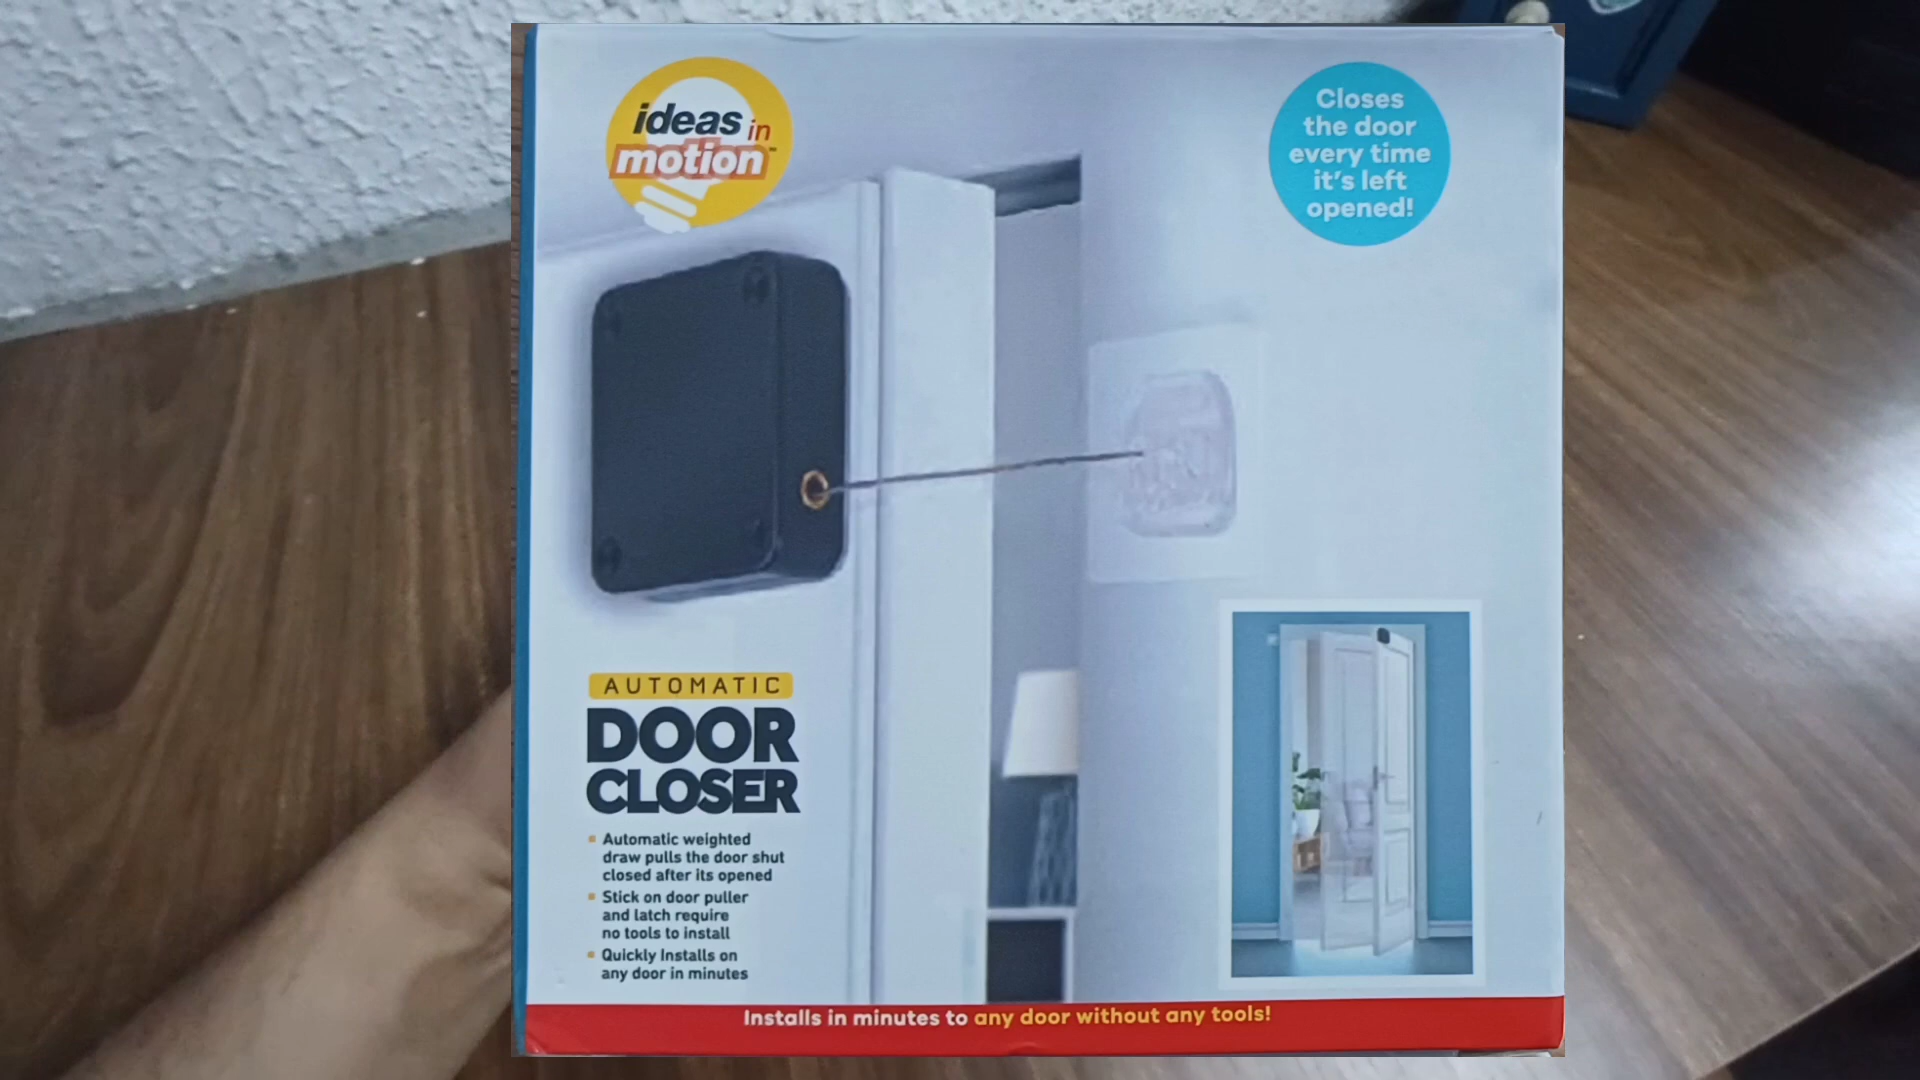 ideas in
motion™
Closes
the door
every time
it's left
opened!
AUTOMATIC
DOOR
CLOSER
Automatic weighted
draw pulls the door shut
closed after its opened
Stick on door puller
and latch require
no tools to install
Quickly Installs on
any door in minutes
Installs in minutes to any door without any tools!